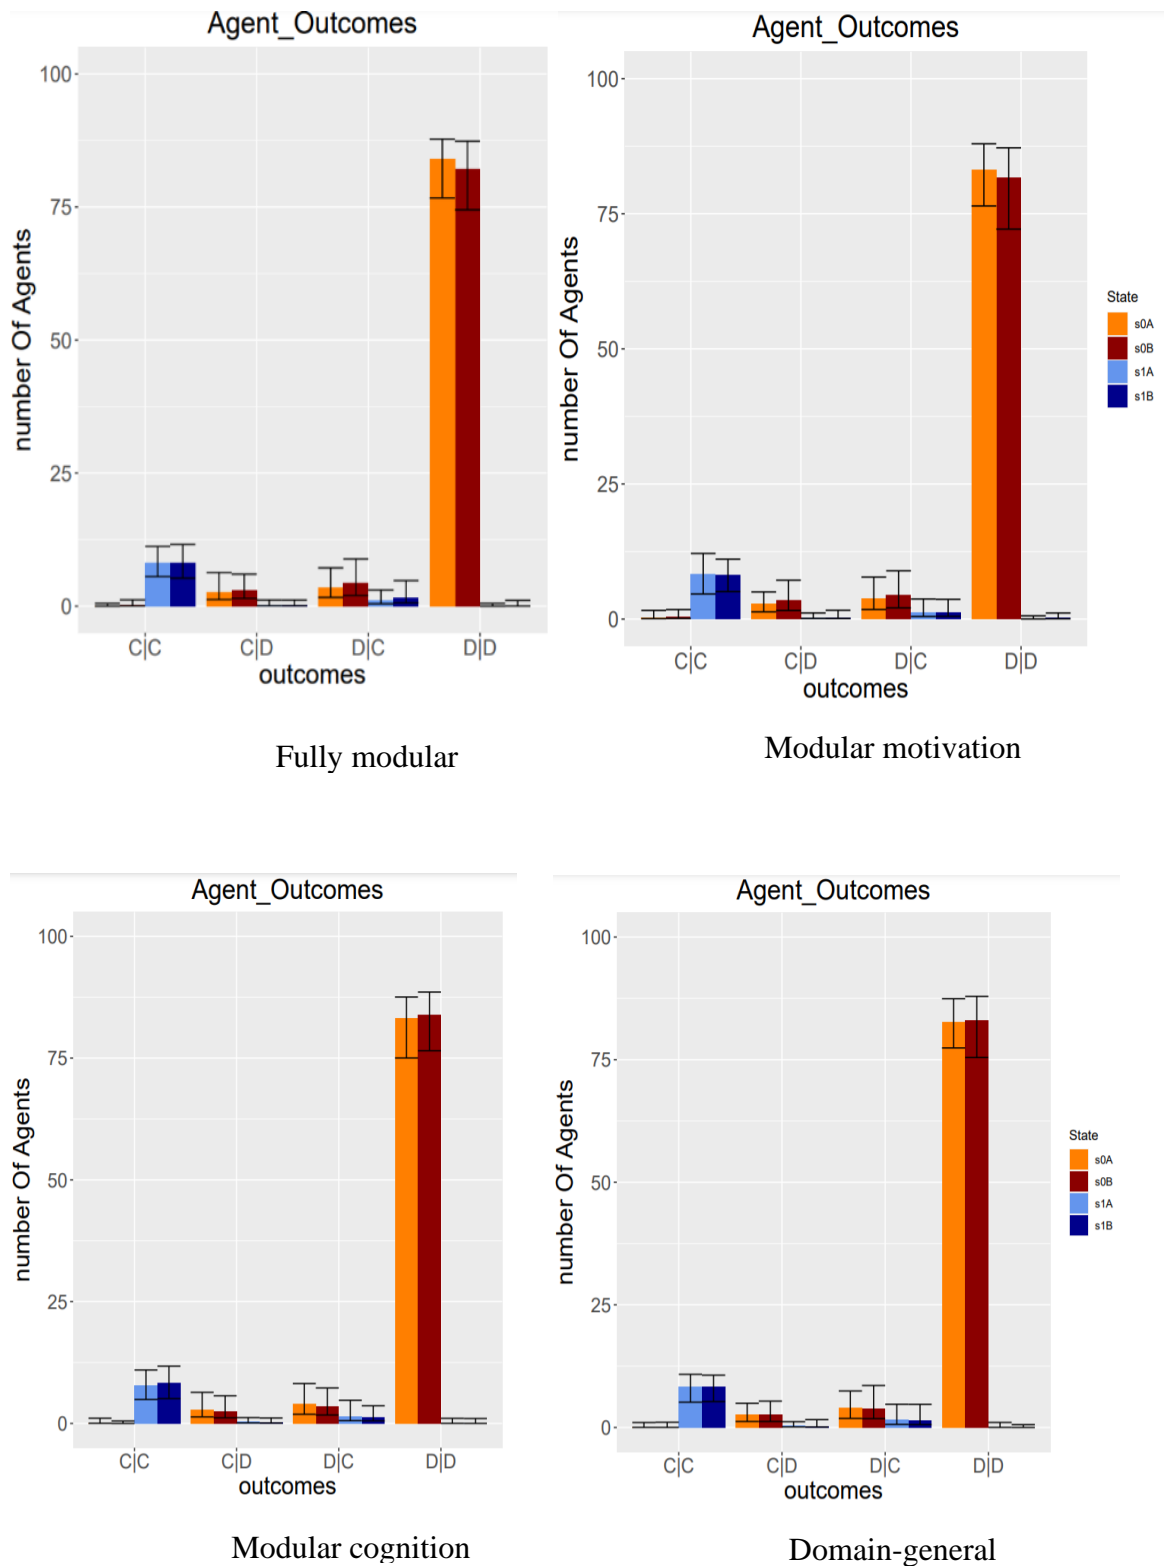 Agent_Outcomes
number Of Agents
100
75
50
25
0
C|C C|D D|C D|D
outcomes
Fully modular
Agent_Outcomes
number Of Agents
100
75
50
25
0
C|C C|D D|C D|D
outcomes
State
s0A
s0B
s1A
s1B
Modular motivation
Agent_Outcomes
number Of Agents
100
75
50
25
0
C|C C|D D|C D|D
outcomes
Modular cognition
Agent_Outcomes
number Of Agents
100
75
50
25
0
C|C C|D D|C D|D
outcomes
State
s0A
s0B
s1A
s1B
Domain-general